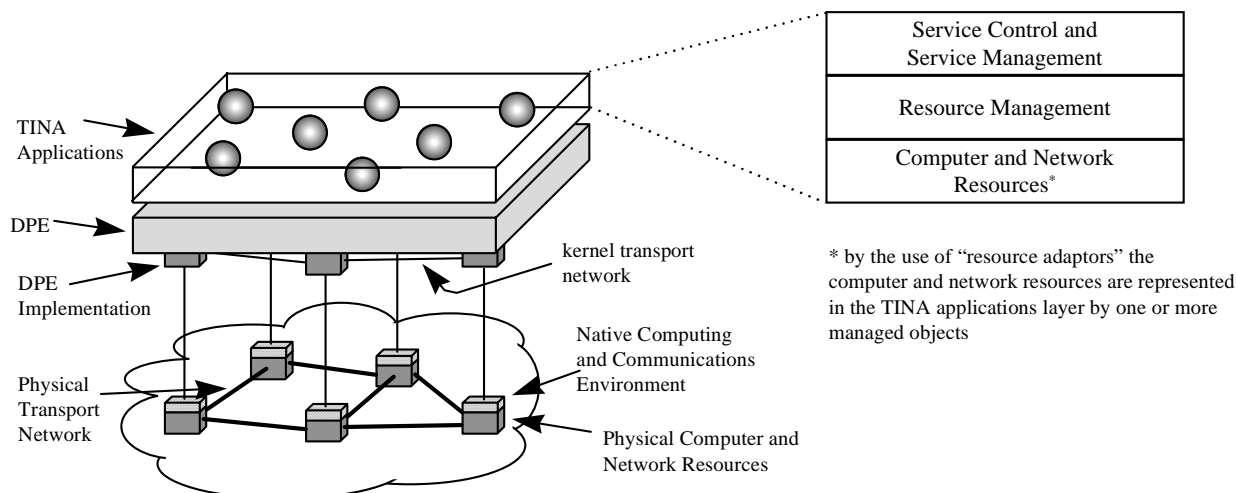 Service Control and
Service Management
Resource Management
Computer and Network
Resources*
TINA
Applications
DPE
DPE
Implementation
kernel transport
network
* by the use of “resource adaptors” the
computer and network resources are represented
in the TINA applications layer by one or more
managed objects
Native Computing
and Communications
Environment
Physical
Transport
Network
Physical Computer and
Network Resources